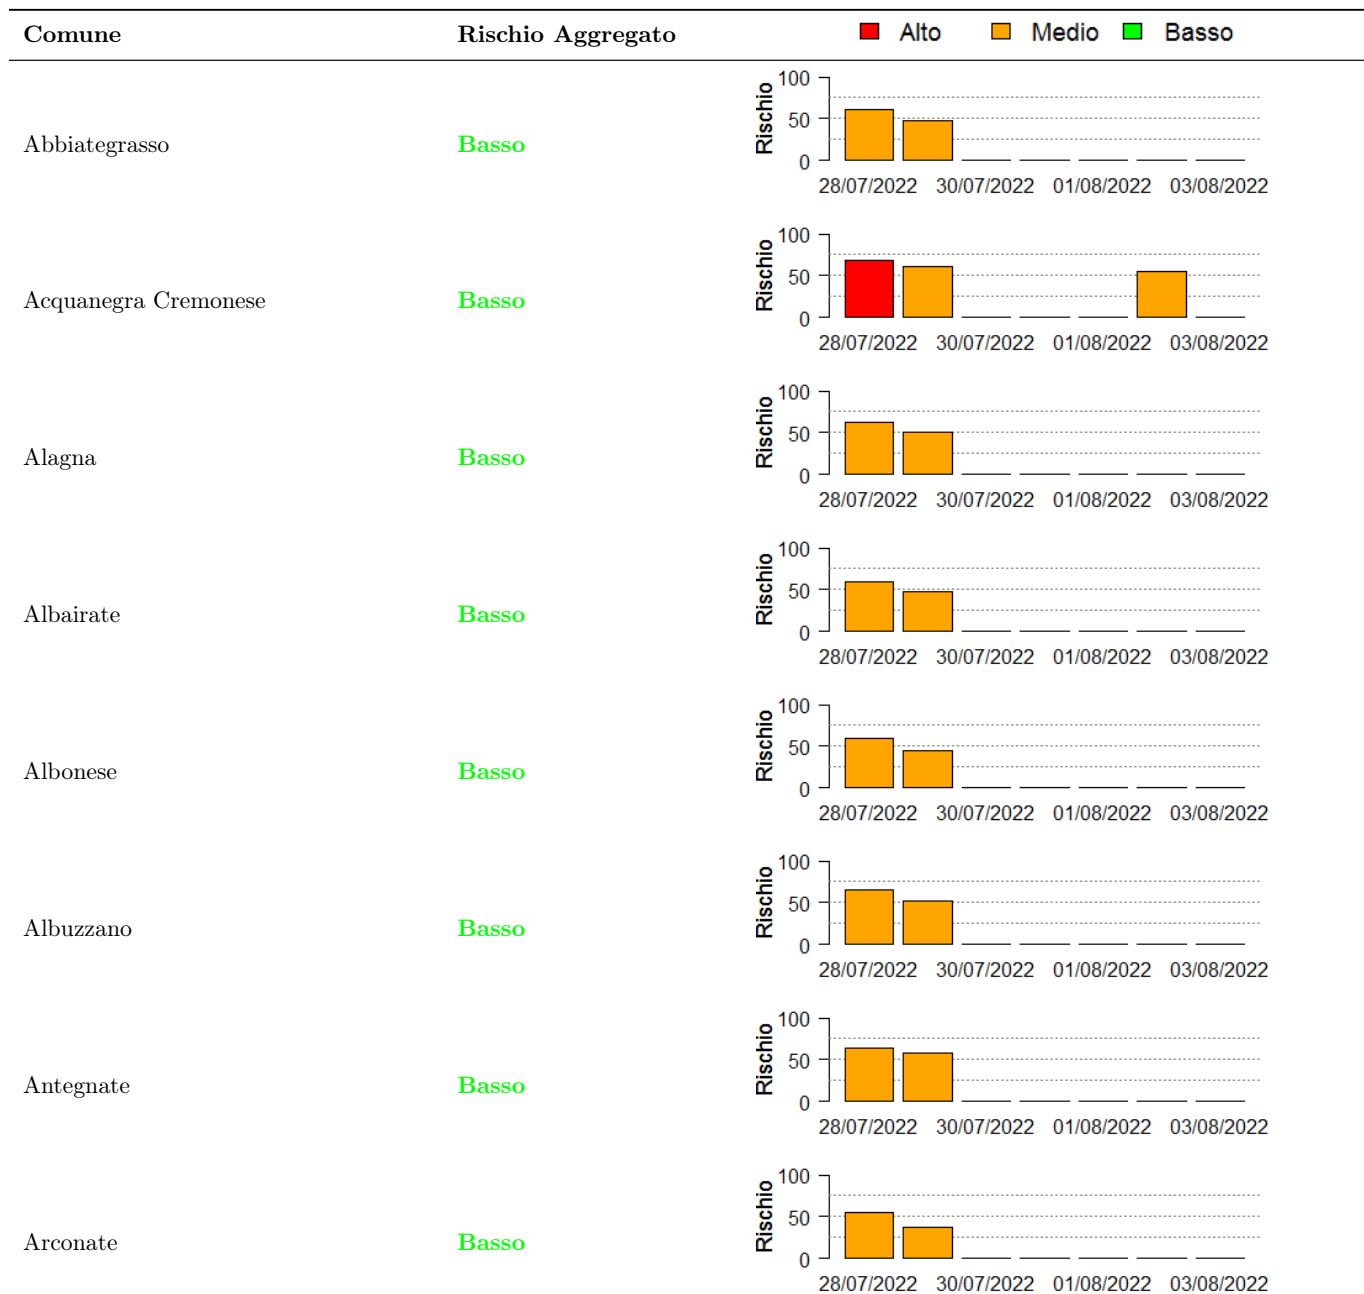 Comune Rischio Aggregato Alto Medio Basso
100
50
0
Rischio
Abbiategrasso Basso
28/07/2022 30/07/2022 01/08/2022 03/08/2022
100
50
0
Rischio
Acquanegra Cremonese Basso
28/07/2022 30/07/2022 01/08/2022 03/08/2022
100
50
0
Rischio
Alagna Basso
28/07/2022 30/07/2022 01/08/2022 03/08/2022
100
50
0
Rischio
Albairate Basso
28/07/2022 30/07/2022 01/08/2022 03/08/2022
100
50
0
Rischio
Albonese Basso
28/07/2022 30/07/2022 01/08/2022 03/08/2022
100
50
0
Rischio
Albuzzano Basso
28/07/2022 30/07/2022 01/08/2022 03/08/2022
100
50
0
Rischio
Antegnate Basso
28/07/2022 30/07/2022 01/08/2022 03/08/2022
100
50
0
Rischio
Arconate Basso
28/07/2022 30/07/2022 01/08/2022 03/08/2022